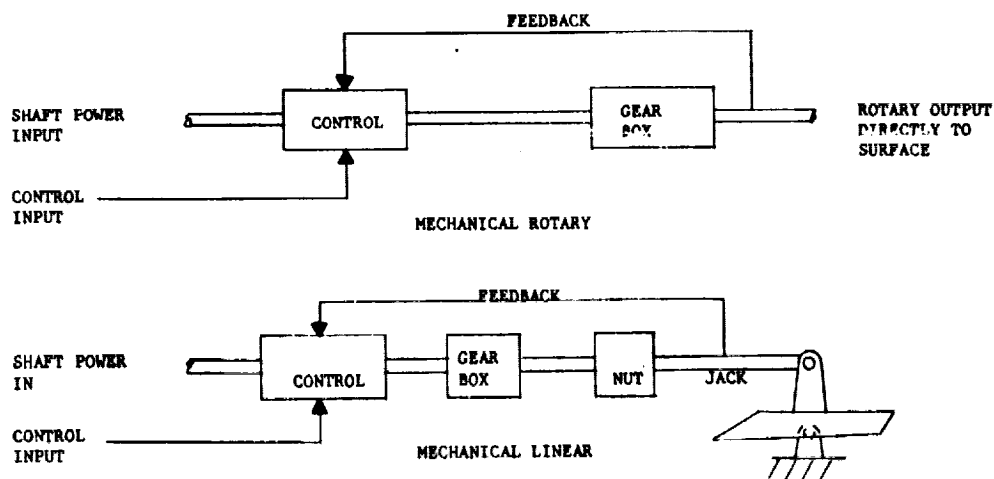 FEEDBACK
SHAFT POWER
INPUT
CONTROL
GEAR
BOX
ROTARY OUTPUT
DIRECTLY TO
SURFACE
CONTROL
INPUT
MECHANICAL ROTARY
FEEDBACK
SHAFT POWER
IN
CONTROL
GEAR
BOX
NUT
JACK
CONTROL
INPUT
MECHANICAL LINEAR